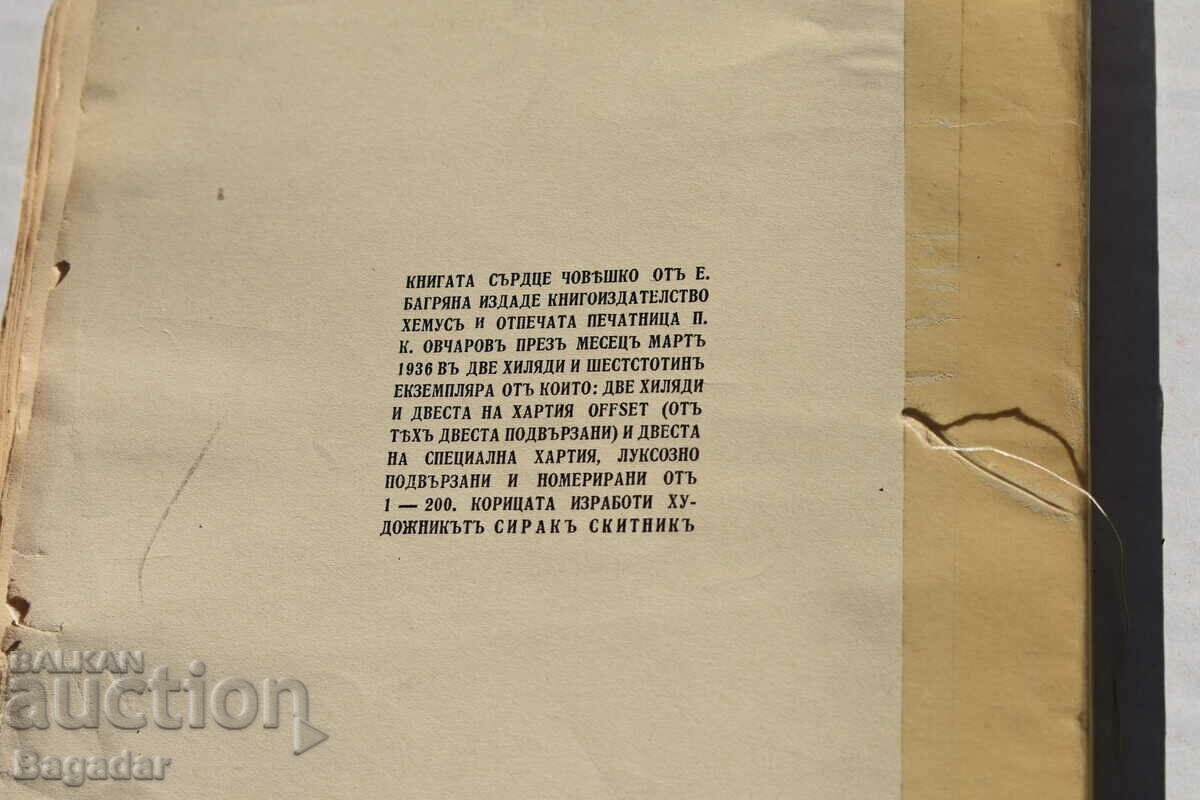 КНИГАТА СЪРДЦЕ ЧОВѢШКО ОТЪ Е.
БАГРЯНА ИЗДАДЕ КНИГОИЗДАТЕЛСТВО
ХЕМУСЪ И ОТПЕЧАТА ПЕЧАТНИЦА П.
К. ОВЧАРОВЪ ПРЕЗЪ МЕСЕЦЪ МАРТЪ
1936 ВЪ ДВЕ ХИЛЯДИ И ШЕСТСТОТИНЪ
ЕКЗЕМПЛЯРА ОТЪ КОИТО: ДВЕ ХИЛЯДИ
И ДВЕСТА НА ХАРТИЯ OFFSET (ОТЪ
ТѢХЪ ДВЕСТА ПОДВЪРЗАНИ) И ДВЕСТА
НА СПЕЦИАЛНА ХАРТИЯ, ЛУКСОЗНО
ПОДВЪРЗАНИ И НОМЕРИРАНИ ОТЪ
1 — 200. КОРИЦАТА ИЗРАБОТИ ХУ-
ДОЖНИКЪТЪ СИРАКЪ СКИТНИКЪ
BALKAN
auction
Bagadar